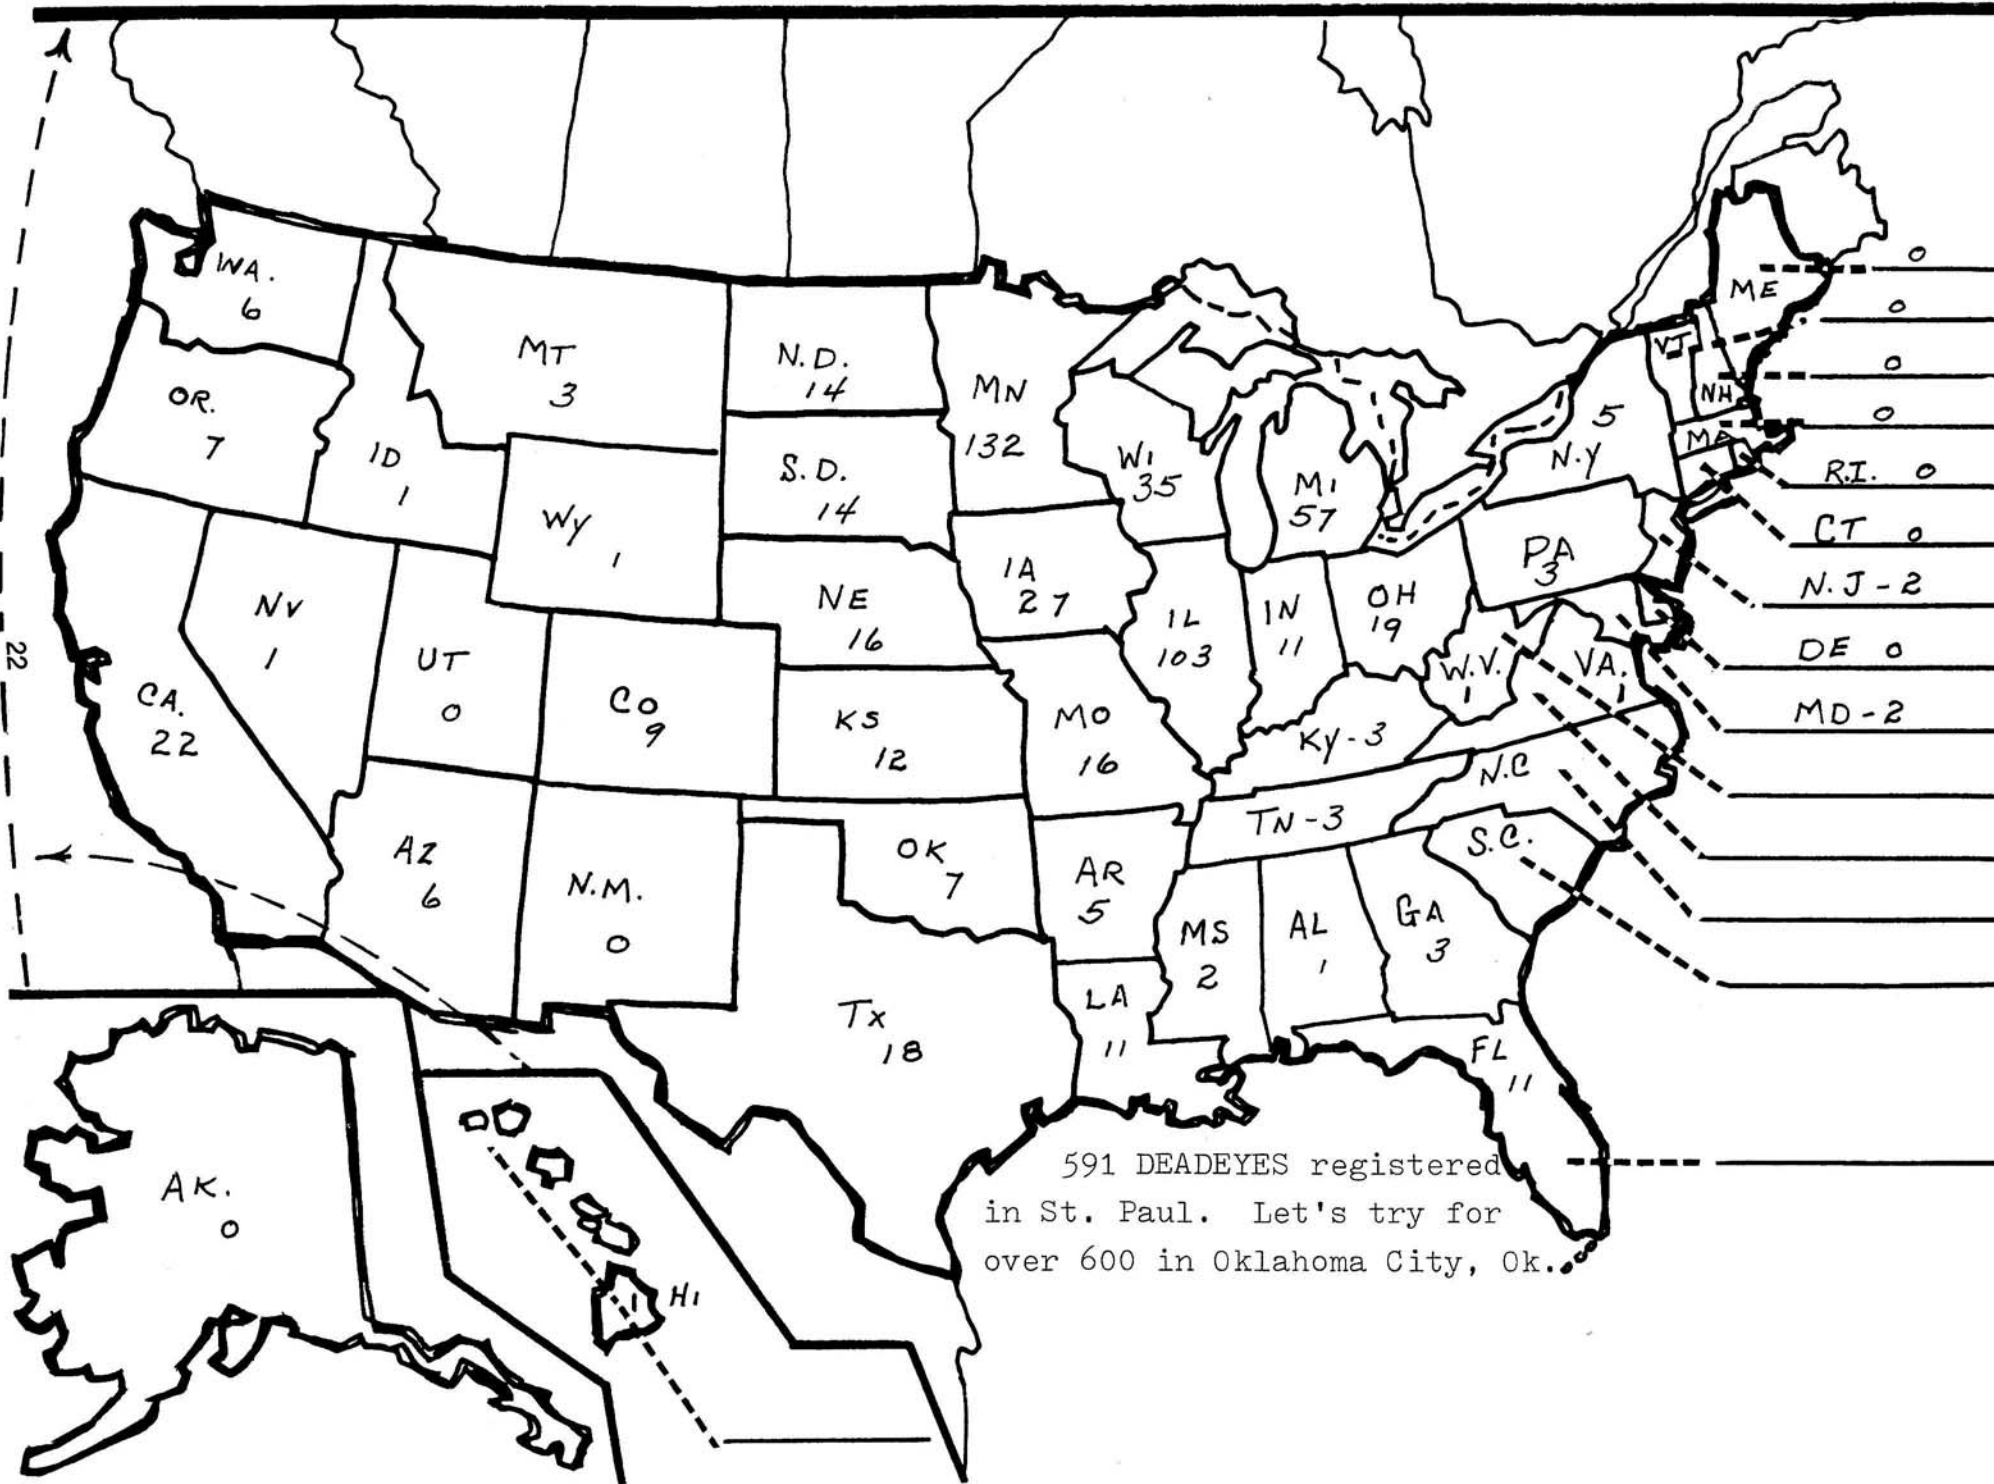 WA.
6
OR.
7
CA.
22
NV
1
ID
1
MT
3
WY
1
UT
0
CO
9
AZ
6
N.M.
0
N.D.
14
S.D.
14
NE
16
KS
12
OK
7
TX
18
MN
132
IA
27
MO
16
AR
5
LA
11
WI
35
IL
103
MI
57
IN
11
OH
19
KY-3
TN-3
MS
2
AL
1
GA
3
FL
11
S.C.
N.C
W.V.
1
VA.
1
PA
3
5
N.Y
VT
NH
ME
MA
0
0
0
0
R.I. 0
CT 0
N.J-2
DE 0
MD-2
AK.
0
HI
1
22
591 DEADEYES registered
in St. Paul. Let's try for
over 600 in Oklahoma City, Ok.